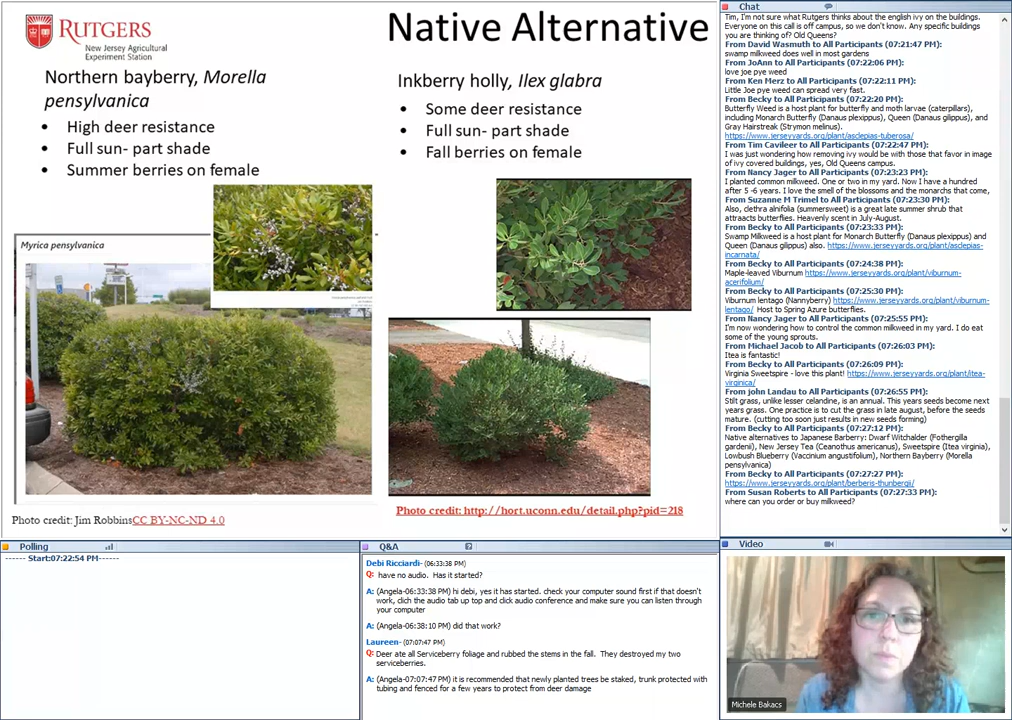 RUTGERS
New Jersey Agricultural
Experiment Station
Native Alternative
Northern bayberry, Morella
pensylvanica
• High deer resistance
• Full sun- part shade
• Summer berries on female
Inkberry holly, Ilex glabra
• Some deer resistance
• Full sun- part shade
• Fall berries on female
Myrica pensylvanica
Photo credit: Jim RobbinsCC BY-NC-ND 4.0
Photo credit: http://hort.uconn.edu/detail.php?pid=218
Chat
Tim, I'm not sure what Rutgers thinks about the english ivy on the buildings.
Everyone on this call is off campus, so we don't know. Any specific buildings
you are thinking of? Old Queens?
From David Wasmuth to All Participants (07:21:47 PM):
swamp milkweed does well in most gardens
From JoAnn to All Participants (07:22:06 PM):
love joe pye weed
From Ken Merz to All Participants (07:22:11 PM):
Little Joe pye weed can spread very fast.
From Becky to All Participants (07:22:20 PM):
Butterfly Weed is a host plant for butterfly and moth larvae (caterpillars),
including Monarch Butterfly (Danaus plexippus), Queen (Danaus gilippus), and
Gray Hairstreak (Strymon melinus).
https://www.jerseyyards.org/plant/asclepias-tuberosa/
From Tim Cavileer to All Participants (07:22:47 PM):
I was just wondering how removing ivy would be with those that favor in image
of ivy covered buildings, yes, Old Queens campus.
From Nancy Jager to All Participants (07:23:23 PM):
I planted common milkweed. One or two in my yard. Now I have a hundred
after 5 -6 years. I love the smell of the blossoms and the monarchs that come,
From Suzanne M Trimel to All Participants (07:23:30 PM):
Also, clethra alnifolia (summersweet) is a great late summer shrub that
attraacts butterflies. Heavenly scent in July-August.
From Becky to All Participants (07:23:33 PM):
Swamp Milkweed is a host plant for Monarch Butterfly (Danaus plexippus) and
Queen (Danaus gilippus) also. https://www.jerseyyards.org/plant/asclepias-
incarnata/
From Becky to All Participants (07:24:38 PM):
Maple-leaved Viburnum https://www.jerseyyards.org/plant/viburnum-
acerifolium/
From Becky to All Participants (07:25:30 PM):
Viburnum lentago (Nannyberry) https://www.jerseyyards.org/plant/viburnum-
lentago/ Host to Spring Azure butterflies.
From Nancy Jager to All Participants (07:25:55 PM):
I'm now wondering how to control the common milkweed in my yard. I do eat
some of the young sprouts.
From Michael Jacob to All Participants (07:26:03 PM):
Itea is fantastic!
From Becky to All Participants (07:26:09 PM):
Virginia Sweetspire - love this plant! https://www.jerseyyards.org/plant/itea-
virginica/
From john Landau to All Participants (07:26:55 PM):
Stilt grass, unlike lesser celandine, is an annual. This years seeds become next
years grass. One practice is to cut the grass in late august, before the seeds
mature. (cutting too soon just results in new seeds forming)
From Becky to All Participants (07:27:12 PM):
Native alternatives to Japanese Barberry: Dwarf Witchalder (Fothergilla
gardenii), New Jersey Tea (Ceanothus americanus), Sweetspire (Itea virginica),
Lowbush Blueberry (Vaccinium angustifolium), Northern Bayberry (Morella
pensylvanica)
From Becky to All Participants (07:27:27 PM):
https://www.jerseyyards.org/plant/berberis-thunbergii/
From Susan Roberts to All Participants (07:27:33 PM):
where can you order or buy milkweed?
Polling
------ Start:07:22:54 PM------
Q&A
Debi Ricciardi- (06:33:38 PM)
Q: have no audio. Has it started?
A: (Angela-06:33:38 PM) hi debi, yes it has started. check your computer sound first if that doesn't
work, clich the audio tab up top and click audio conference and make sure you can listen through
your computer
A: (Angela-06:38:10 PM) did that work?
Laureen- (07:07:47 PM)
Q: Deer ate all Serviceberry foliage and rubbed the stems in the fall. They destroyed my two
serviceberries.
A: (Angela-07:07:47 PM) it is recommended that newly planted trees be staked, trunk protected with
tubing and fenced for a few years to protect from deer damage
Video
Michele Bakacs